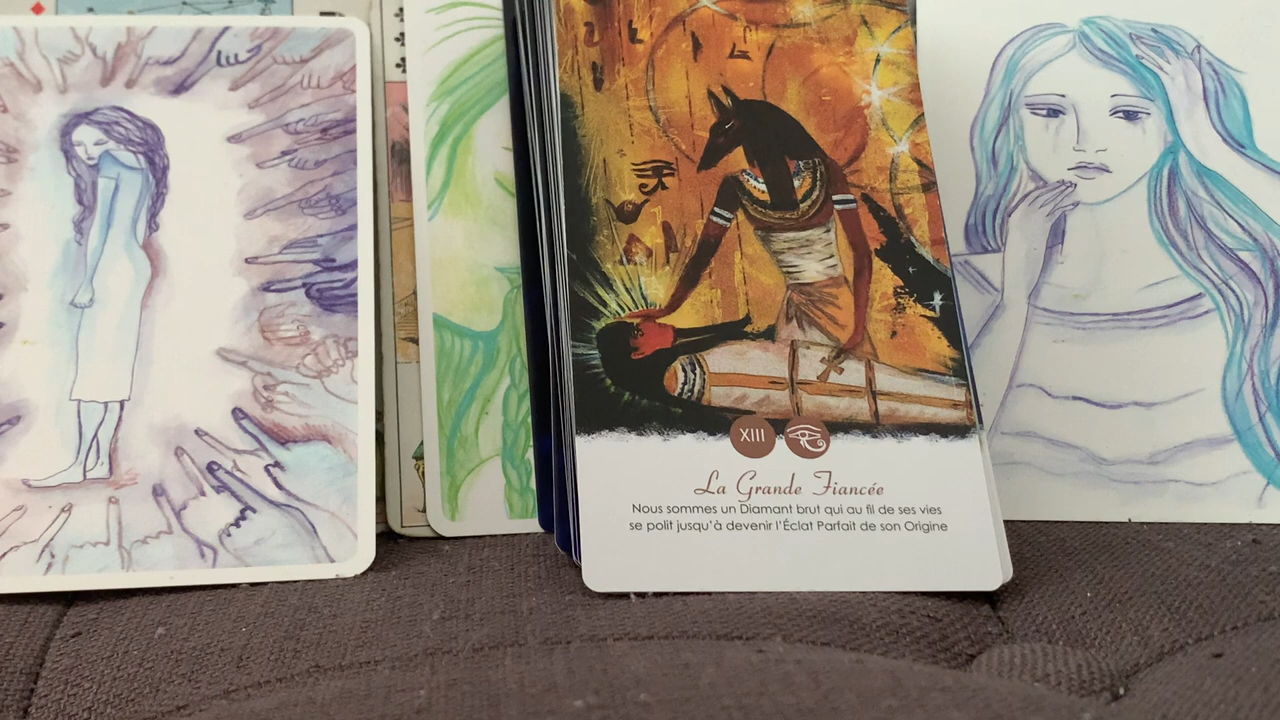 XIII
La Grande Fiancée
Nous sommes un Diamant brut qui au fil de ses vies
se polit jusqu'à devenir l'Éclat Parfait de son Origine